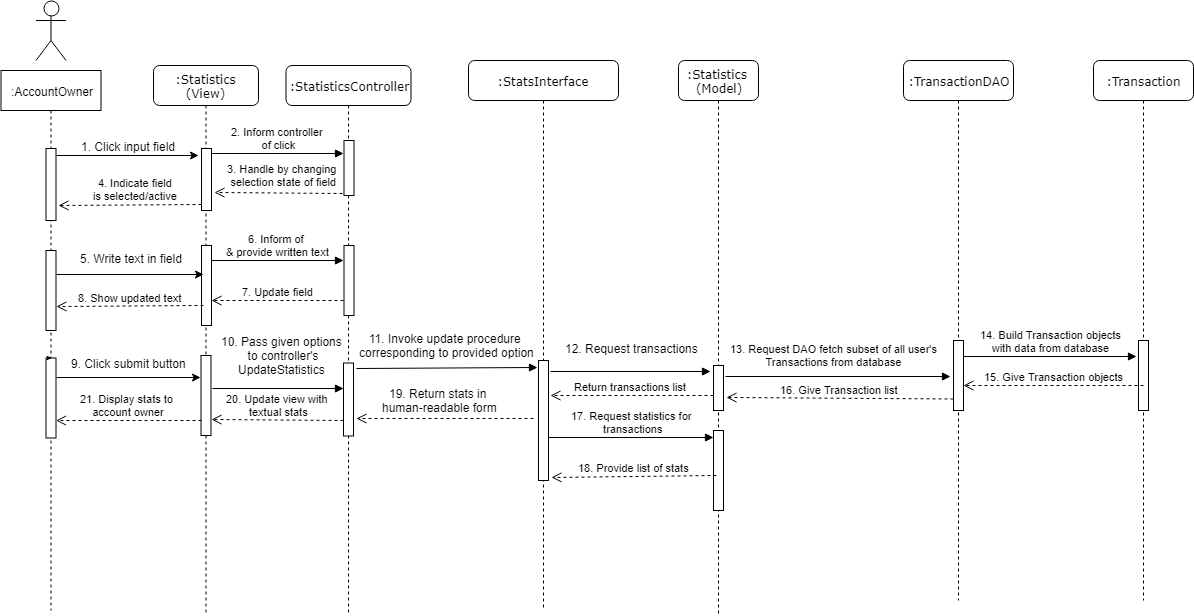 :AccountOwner
:Statistics
(View)
:StatisticsController
:StatsInterface
:Statistics
(Model)
:TransactionDAO
:Transaction
1. Click input field
2. Inform controller
of click
3. Handle by changing
selection state of field
4. Indicate field
is selected/active
5. Write text in field
6. Inform of
& provide written text
7. Update field
8. Show updated text
9. Click submit button
10. Pass given options
to controller's
UpdateStatistics
11. Invoke update procedure
corresponding to provided option
12. Request transactions
13. Request DAO fetch subset of all user's
Transactions from database
14. Build Transaction objects
with data from database
15. Give Transaction objects
16. Give Transaction list
Return transactions list
17. Request statistics for
transactions
18. Provide list of stats
19. Return stats in
human-readable form
20. Update view with
textual stats
21. Display stats to
account owner